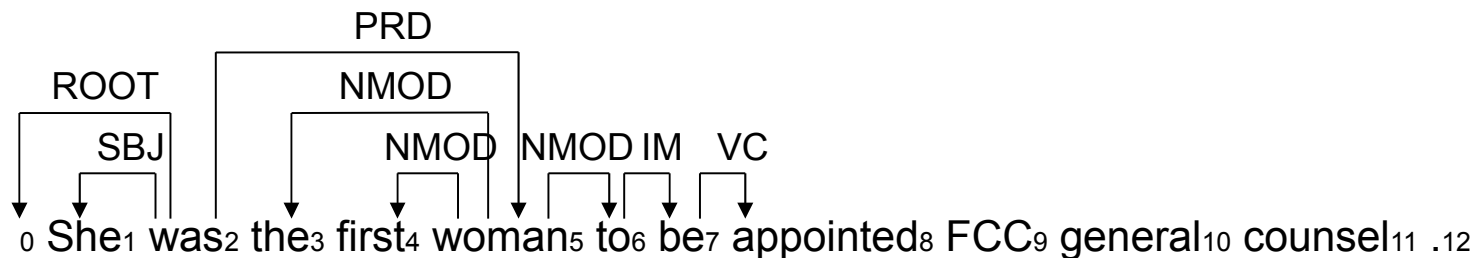 PRD
ROOT NMOD
SBJ NMOD NMOD IM VC
0 She1 was2 the3 first4 woman5 to6 be7 appointed8 FCC9 general10 counsel11 .12